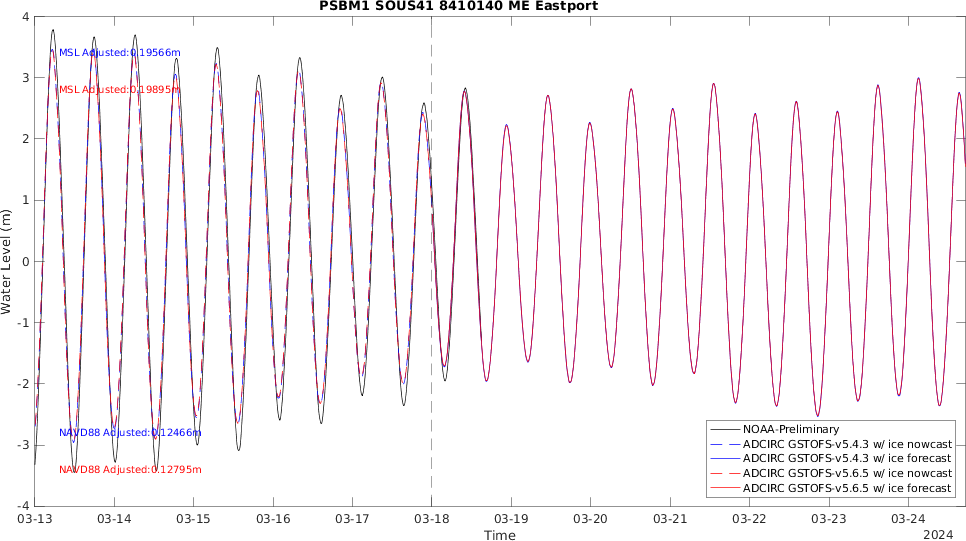 PSBM1 SOUS41 8410140 ME Eastport
4
3
2
1
0
-1
-2
-3
-4
Water Level (m)
MSL Adjusted:0.19566m
MSL Adjusted:0.19895m
NAVD88 Adjusted:0.12466m
NAVD88 Adjusted:0.12795m
NOAA-Preliminary
ADCIRC GSTOFS-v5.4.3 w/ ice nowcast
ADCIRC GSTOFS-v5.4.3 w/ ice forecast
ADCIRC GSTOFS-v5.6.5 w/ ice nowcast
ADCIRC GSTOFS-v5.6.5 w/ ice forecast
03-13 03-14 03-15 03-16 03-17 03-18 03-19 03-20 03-21 03-22 03-23 03-24
Time
2024